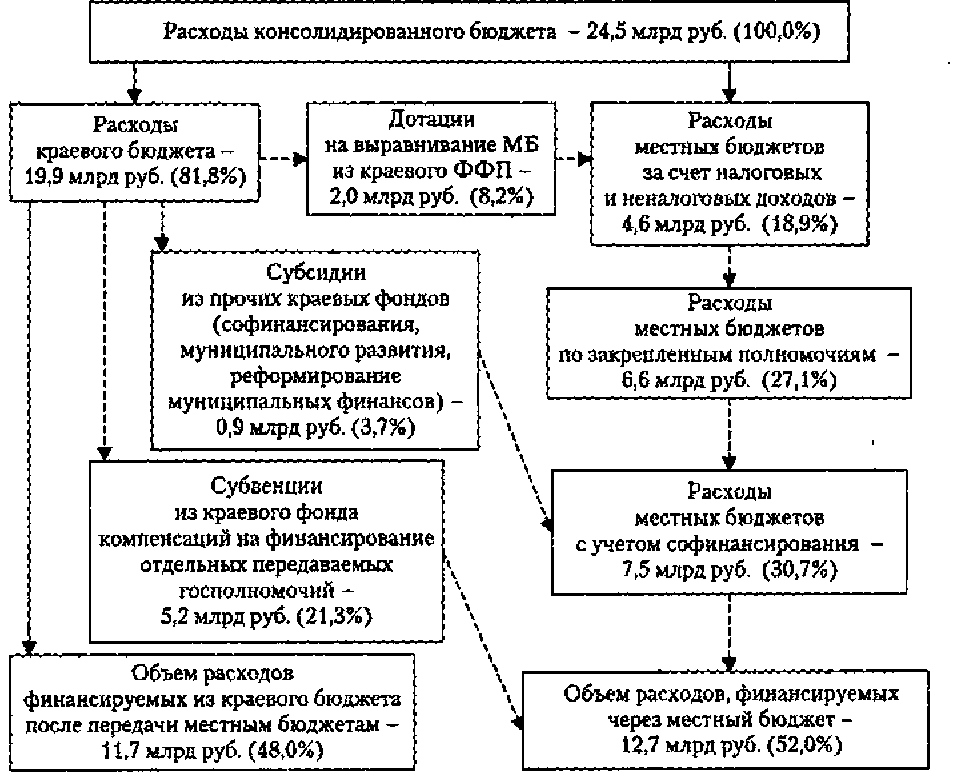 Расходы консолидированного бюджета – 24,5 млрд руб. (100,0%)
Расходы
краевого бюджета –
19,9 млрд руб. (81,8%)
Дотации
на выравнивание МБ
из краевого ФФП –
2,0 млрд руб. (8,2%)
Расходы
местных бюджетов
за счет налоговых
и неналоговых доходов –
4,6 млрд руб. (18,9%)
Субсидии
из прочих краевых фондов
(софинансирования,
муниципального развития,
реформирование
муниципальных финансов) –
0,9 млрд руб. (3,7%)
Расходы
местных бюджетов
по закрепленным полномочиям –
6,6 млрд руб. (27,1%)
Субвенции
из краевого фонда
компенсаций на финансирование
отдельных передаваемых
госполномочий –
5,2 млрд руб. (21,3%)
Расходы
местных бюджетов
с учетом софинансирования –
7,5 млрд руб. (30,7%)
Объем расходов
финансируемых из краевого бюджета
после передачи местным бюджетам –
11,7 млрд руб. (48,0%)
Объем расходов, финансируемых
через местный бюджет –
12,7 млрд руб. (52,0%)